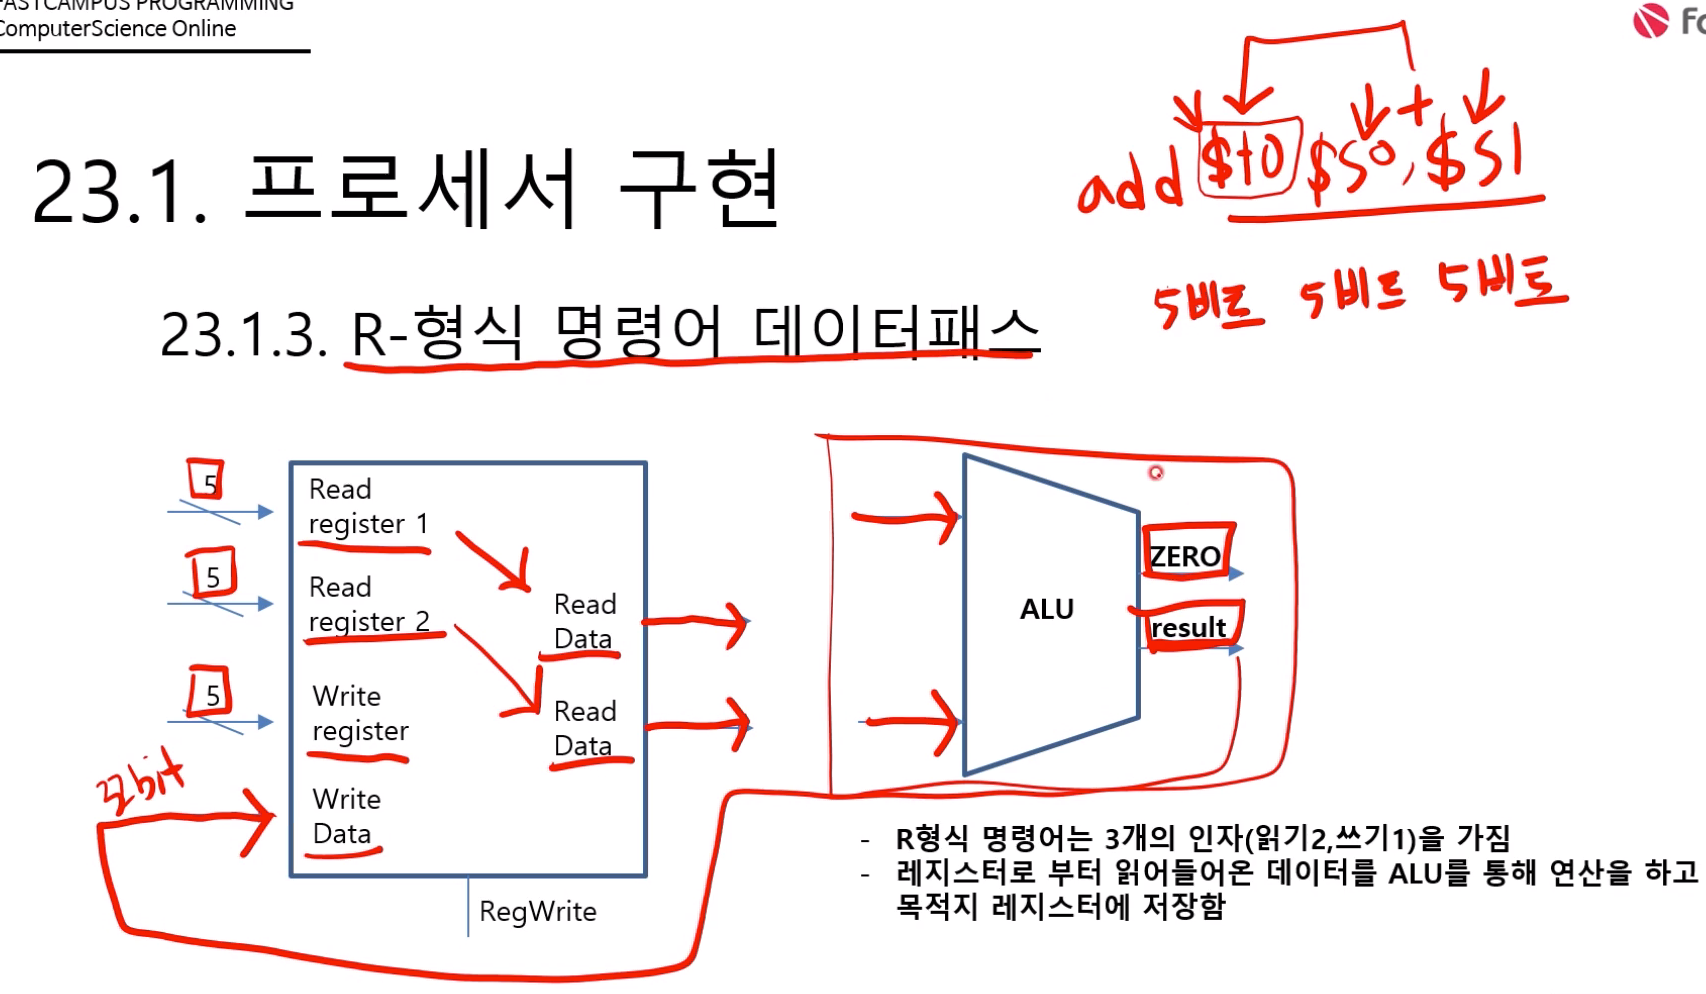 FASTCAMPUS PROGRAMMING
ComputerScience Online
Fa
add $t0 $s0, + $s1
5비트 5비트 5비트
23.1. 프로세서 구현
23.1.3. R-형식 명령어 데이터패스
5
Read
register 1
5
Read
register 2
5
Write
register
32bit
Write
Data
Read
Data
Read
Data
RegWrite
ALU
ZERO
result
- R형식 명령어는 3개의 인자(읽기2,쓰기1)을 가짐
- 레지스터로 부터 읽어들어온 데이터를 ALU를 통해 연산을 하고
목적지 레지스터에 저장함